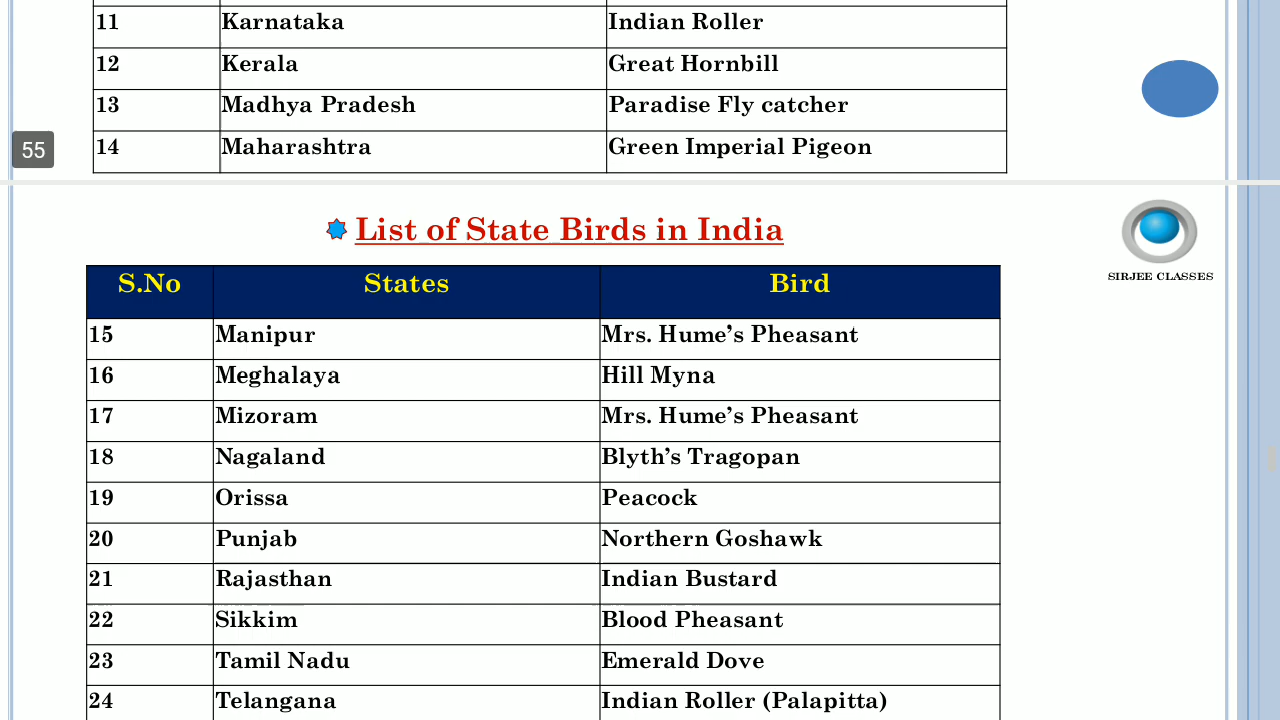 11 Karnataka Indian Roller
12 Kerala Great Hornbill
13 Madhya Pradesh Paradise Fly catcher
14 Maharashtra Green Imperial Pigeon
55
List of State Birds in India
SIRJEE CLASSES
S.No States Bird
15 Manipur Mrs. Hume’s Pheasant
16 Meghalaya Hill Myna
17 Mizoram Mrs. Hume’s Pheasant
18 Nagaland Blyth’s Tragopan
19 Orissa Peacock
20 Punjab Northern Goshawk
21 Rajasthan Indian Bustard
22 Sikkim Blood Pheasant
23 Tamil Nadu Emerald Dove
24 Telangana Indian Roller (Palapitta)